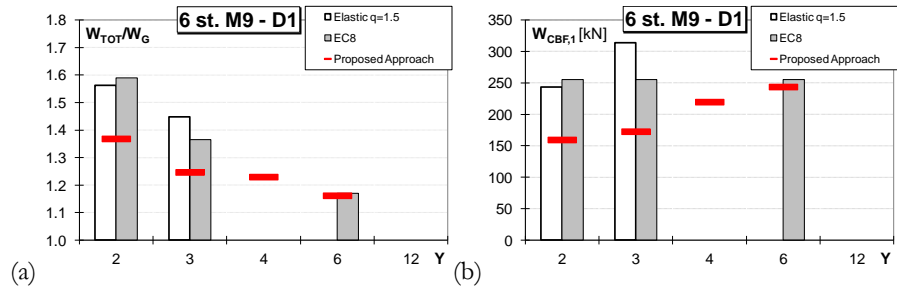 6 st. M9 - D1
W_TOT/W_G
Elastic q=1.5
EC8
Proposed Approach
1.8
1.7
1.6
1.5
1.4
1.3
1.2
1.1
1.0
2 3 4 6 12 Y
(a)
6 st. M9 - D1
W_CBF,1 [kN]
Elastic q=1.5
EC8
Proposed Approach
350
300
250
200
150
100
50
0
2 3 4 6 12 Y
(b)